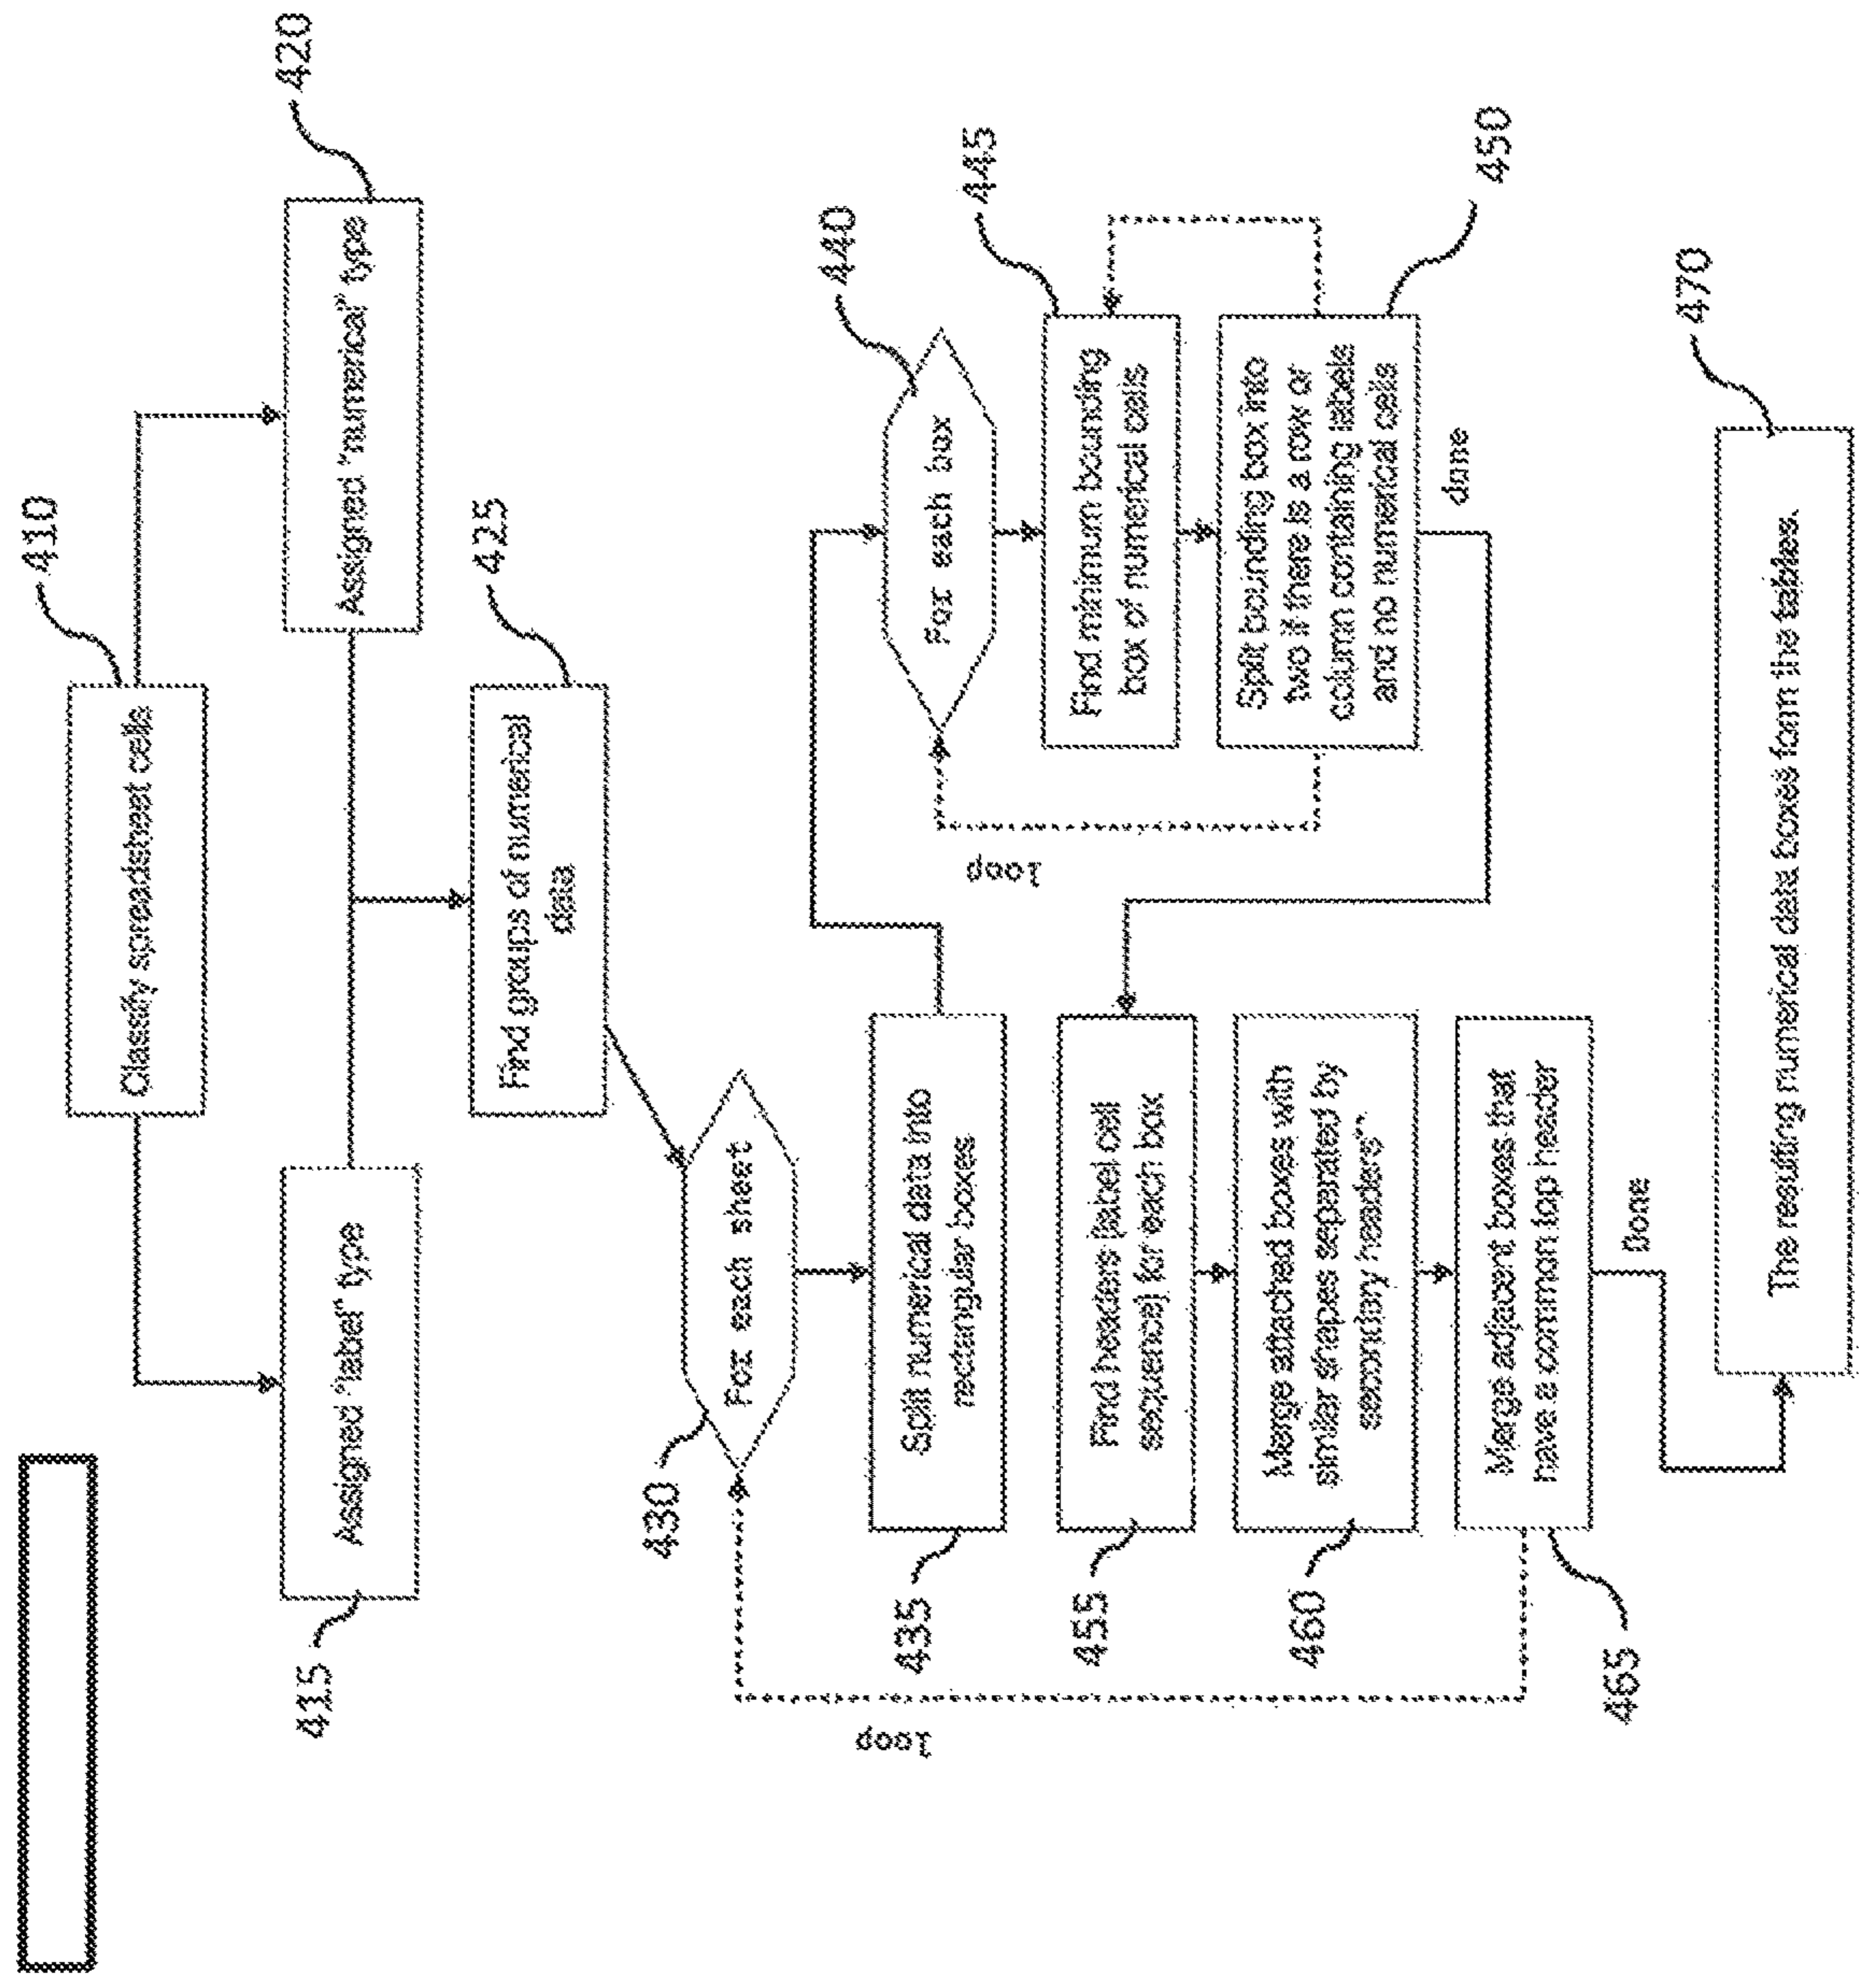 410
Classify spreadsheet cells
415
Assigned "label" type
420
Assigned "numerical" type
425
Find groups of numerical
data
430
For each sheet
435
Split numerical data into
rectangular boxes
440
For each box
445
Find minimum bounding
box of numerical cells
450
Split bounding box into
two if there is a row or
column containing labels
and no numerical cells
loop
done
455
Find headers (label cell
sequence) for each box
460
Merge attached boxes with
similar shapes separated by
secondary headers"".
465
Merge adjacent boxes that
have a common top header
loop
Done
470
The resulting numerical data boxes form the tables.